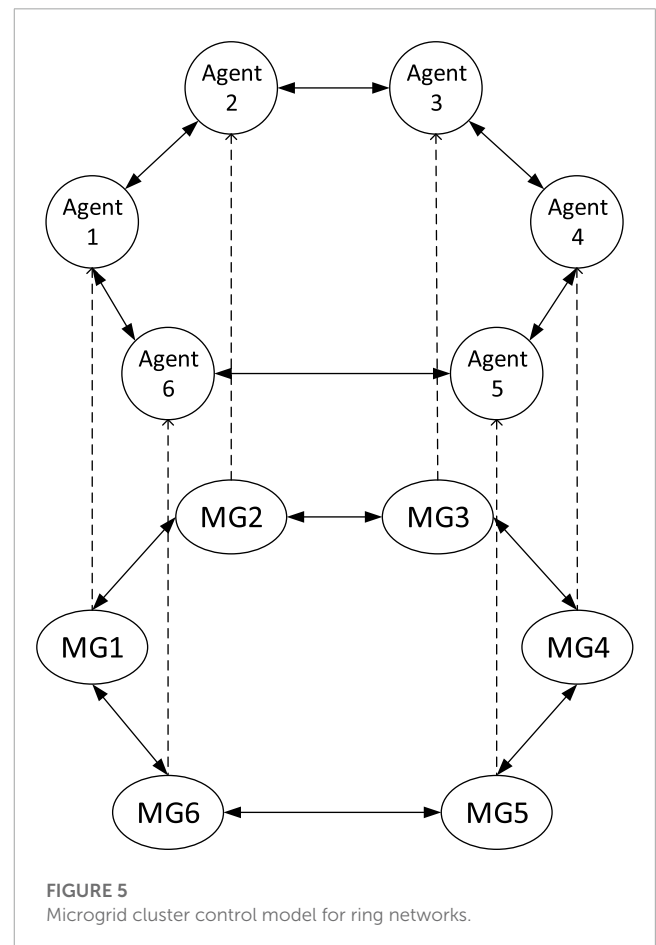 Agent
2
Agent
3
Agent
1
Agent
4
Agent
6
Agent
5
MG2
MG3
MG1
MG4
MG6
MG5
FIGURE 5
Microgrid cluster control model for ring networks.